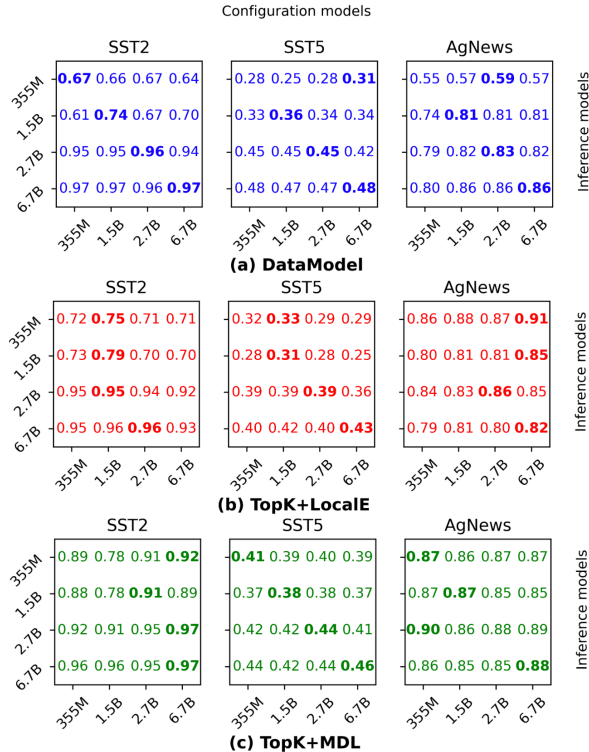 Configuration models
SST2 SST5 AgNews
355M 0.67 0.66 0.67 0.64 0.28 0.25 0.28 0.31 0.55 0.57 0.59 0.57
1.5B 0.61 0.74 0.67 0.70 0.33 0.36 0.34 0.34 0.74 0.81 0.81 0.81
2.7B 0.95 0.95 0.96 0.94 0.45 0.45 0.45 0.42 0.79 0.82 0.83 0.82
6.7B 0.97 0.97 0.96 0.97 0.48 0.47 0.47 0.48 0.80 0.86 0.86 0.86
Inference models
355M 1.5B 2.7B 6.7B 355M 1.5B 2.7B 6.7B 355M 1.5B 2.7B 6.7B
(a) DataModel
SST2 SST5 AgNews
355M 0.72 0.75 0.71 0.71 0.32 0.33 0.29 0.29 0.86 0.88 0.87 0.91
1.5B 0.73 0.79 0.70 0.70 0.28 0.31 0.28 0.25 0.80 0.81 0.81 0.85
2.7B 0.95 0.95 0.94 0.92 0.39 0.39 0.39 0.36 0.84 0.83 0.86 0.85
6.7B 0.95 0.96 0.96 0.93 0.40 0.42 0.40 0.43 0.79 0.81 0.80 0.82
Inference models
355M 1.5B 2.7B 6.7B 355M 1.5B 2.7B 6.7B 355M 1.5B 2.7B 6.7B
(b) TopK+LocalE
SST2 SST5 AgNews
355M 0.89 0.78 0.91 0.92 0.41 0.39 0.40 0.39 0.87 0.86 0.87 0.87
1.5B 0.88 0.78 0.91 0.89 0.37 0.38 0.38 0.37 0.87 0.87 0.85 0.85
2.7B 0.92 0.91 0.95 0.97 0.42 0.42 0.44 0.41 0.90 0.86 0.88 0.89
6.7B 0.96 0.96 0.95 0.97 0.44 0.42 0.44 0.46 0.86 0.85 0.85 0.88
Inference models
355M 1.5B 2.7B 6.7B 355M 1.5B 2.7B 6.7B 355M 1.5B 2.7B 6.7B
(c) TopK+MDL